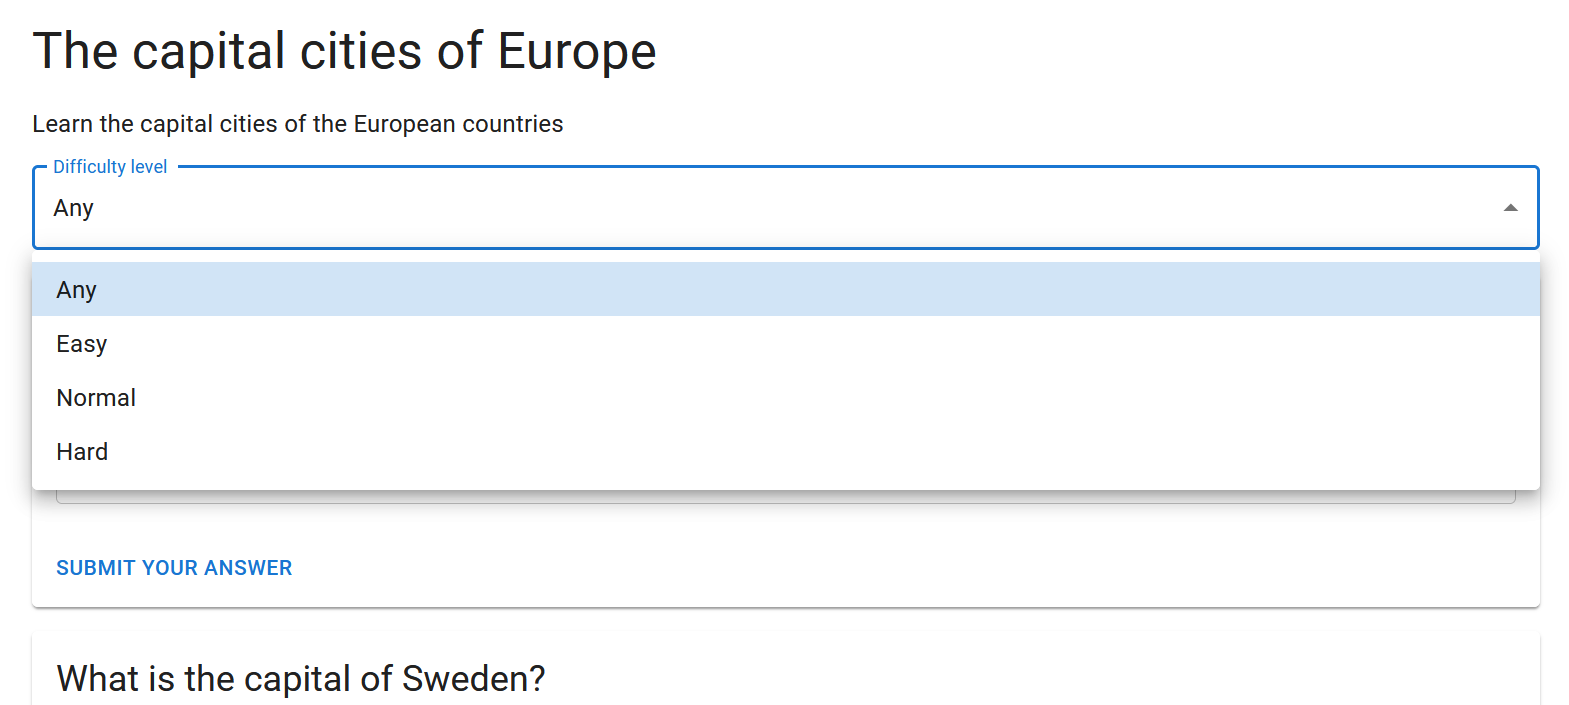 The capital cities of Europe
Learn the capital cities of the European countries
Difficulty level
Any
Any
Easy
Normal
Hard
SUBMIT YOUR ANSWER
What is the capital of Sweden?